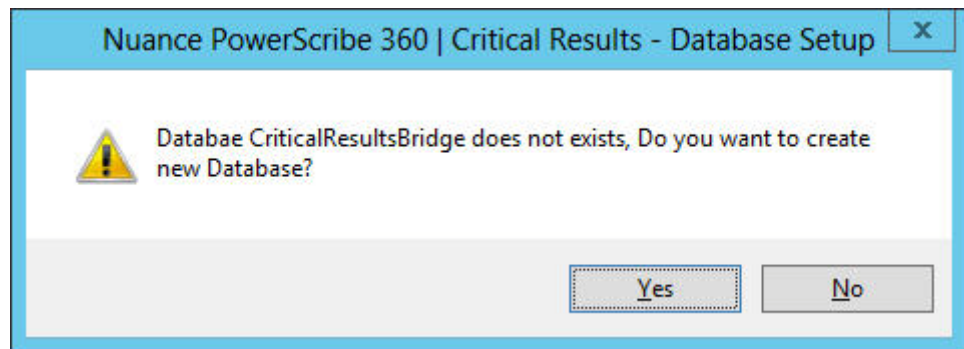 Nuance PowerScribe 360 | Critical Results - Database Setup
x
Databae CriticalResultsBridge does not exists, Do you want to create
new Database?
Yes
No